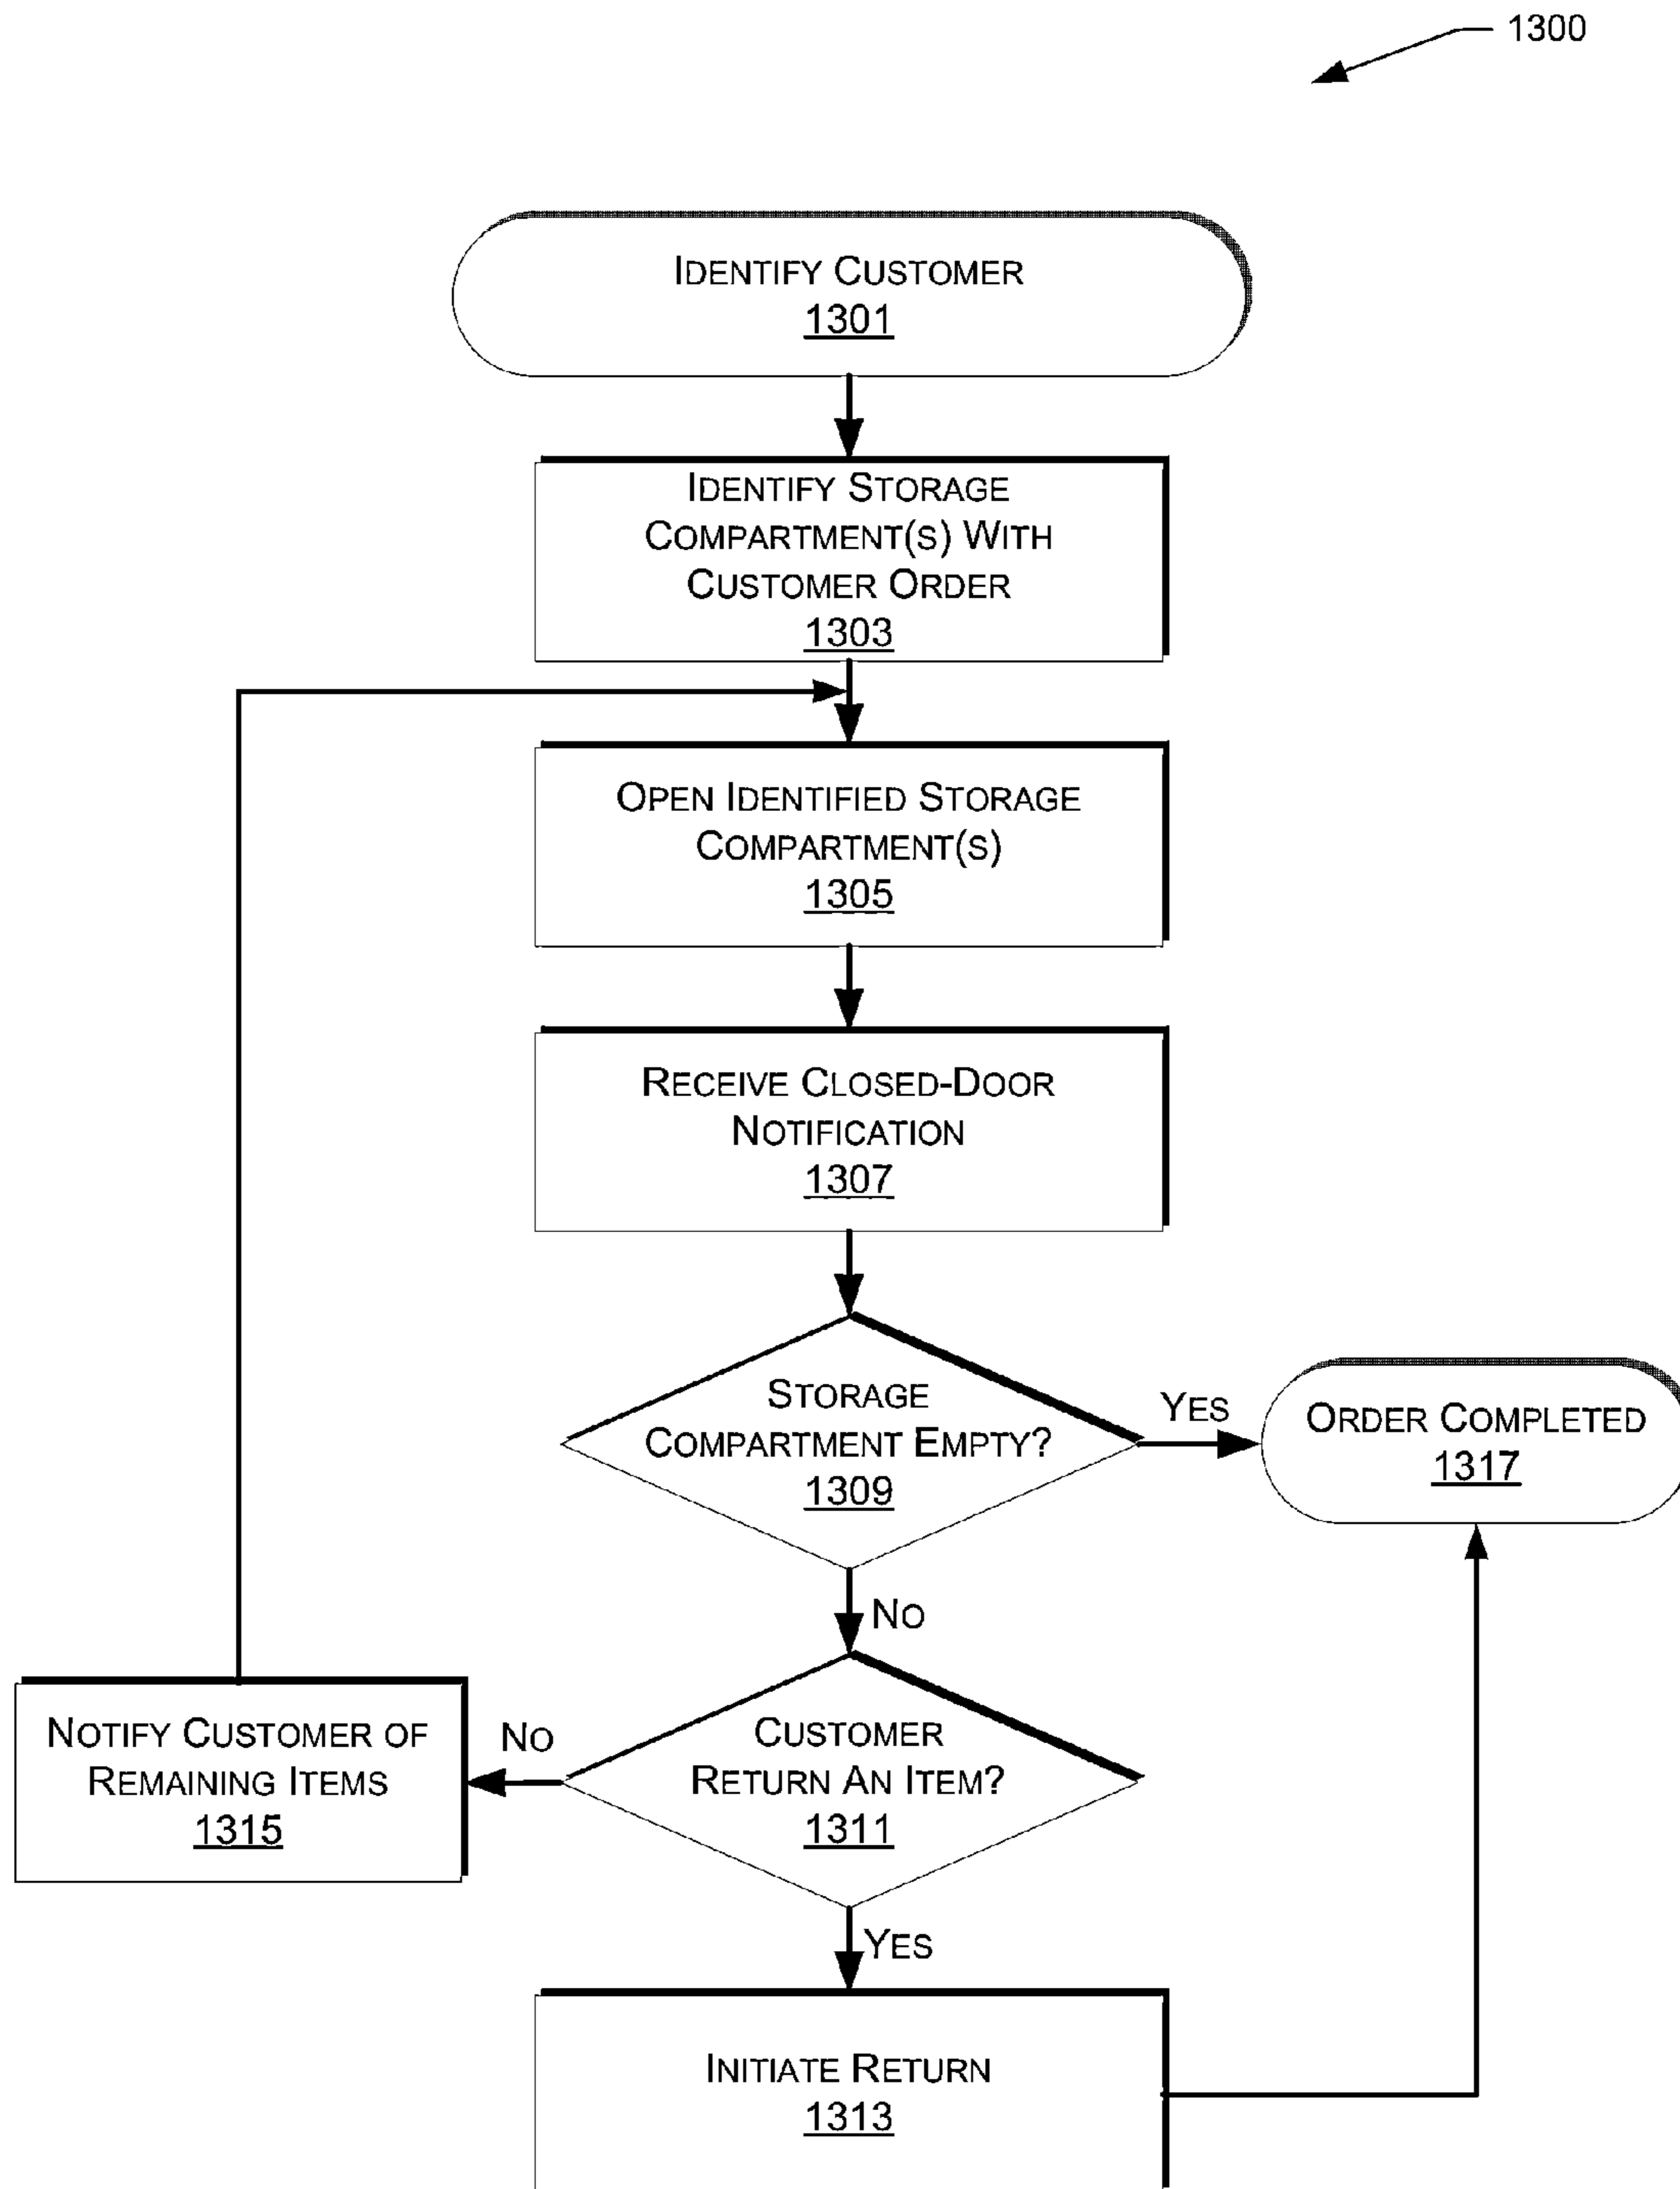 1300
IDENTIFY CUSTOMER
1301
IDENTIFY STORAGE
COMPARTMENT(S) WITH
CUSTOMER ORDER
1303
OPEN IDENTIFIED STORAGE
COMPARTMENT(S)
1305
RECEIVE CLOSED-DOOR
NOTIFICATION
1307
STORAGE
COMPARTMENT EMPTY?
1309
YES
ORDER COMPLETED
1317
NO
CUSTOMER
RETURN AN ITEM?
1311
NO
NOTIFY CUSTOMER OF
REMAINING ITEMS
1315
YES
INITIATE RETURN
1313